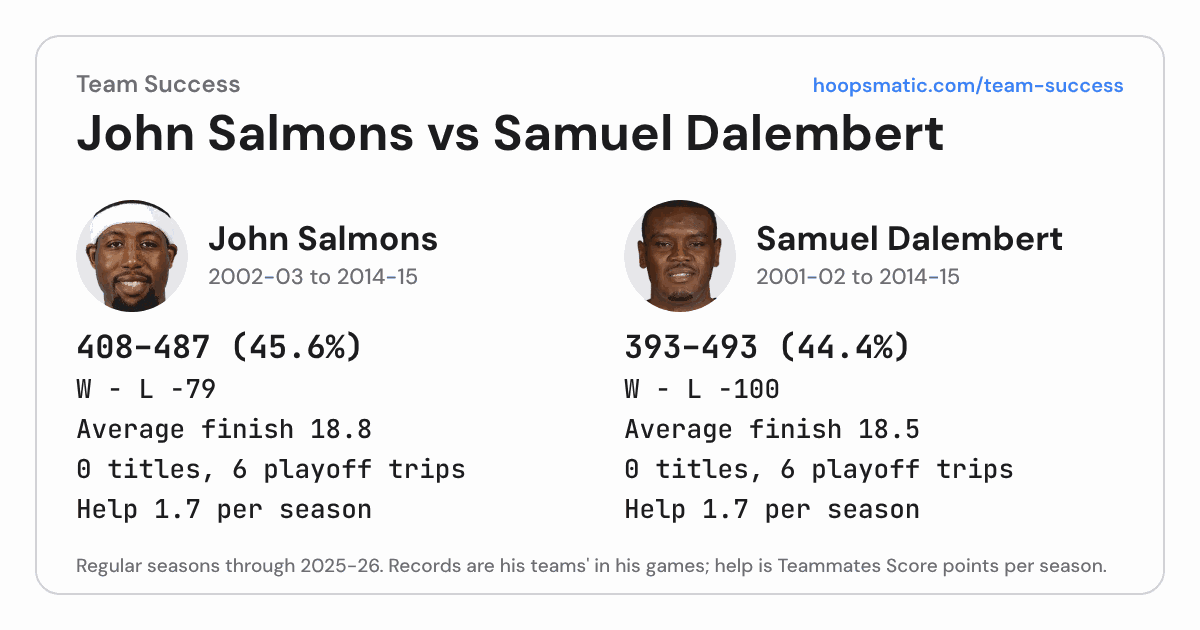 Team Success
hoopsmatic.com/team-success
John Salmons vs Samuel Dalembert
John Salmons
2002-03 to 2014-15
408–487 (45.6%)
W - L -79
Average finish 18.8
0 titles, 6 playoff trips
Help 1.7 per season
Samuel Dalembert
2001-02 to 2014-15
393–493 (44.4%)
W - L -100
Average finish 18.5
0 titles, 6 playoff trips
Help 1.7 per season
Regular seasons through 2025-26. Records are his teams' in his games; help is Teammates Score points per season.